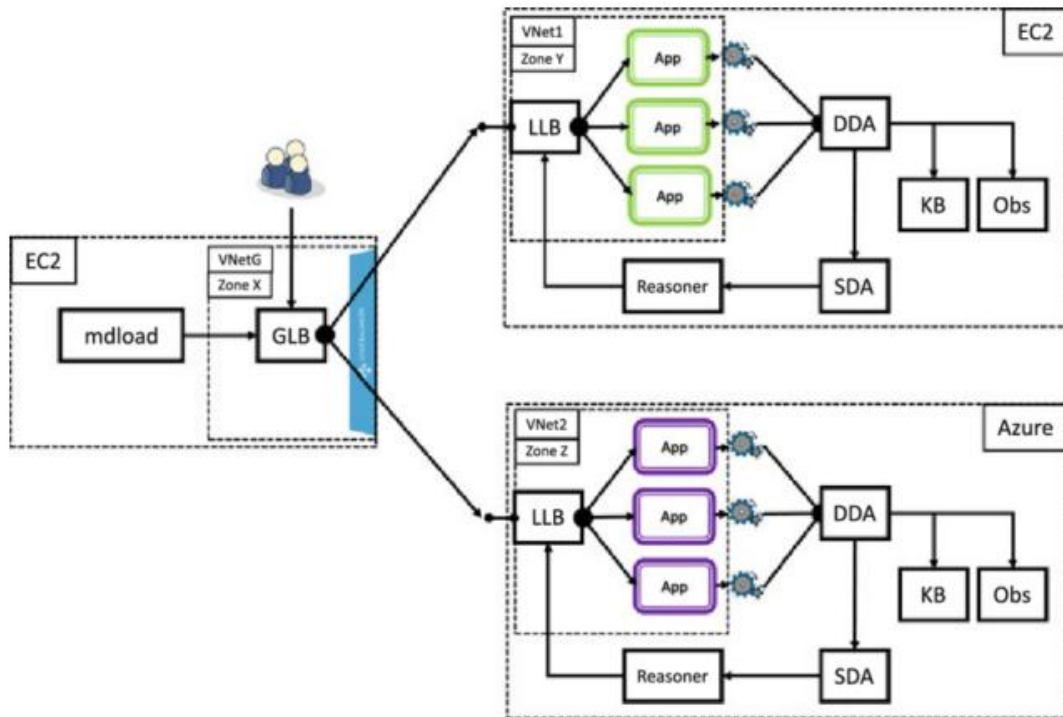 VNet1
EC2
Zone Y
App
LLB
App
DDA
App
KB
Obs
Reasoner
SDA
EC2
VNetG
Zone X
mdload
GLB
VNet2
Azure
Zone Z
App
LLB
App
DDA
App
KB
Obs
Reasoner
SDA